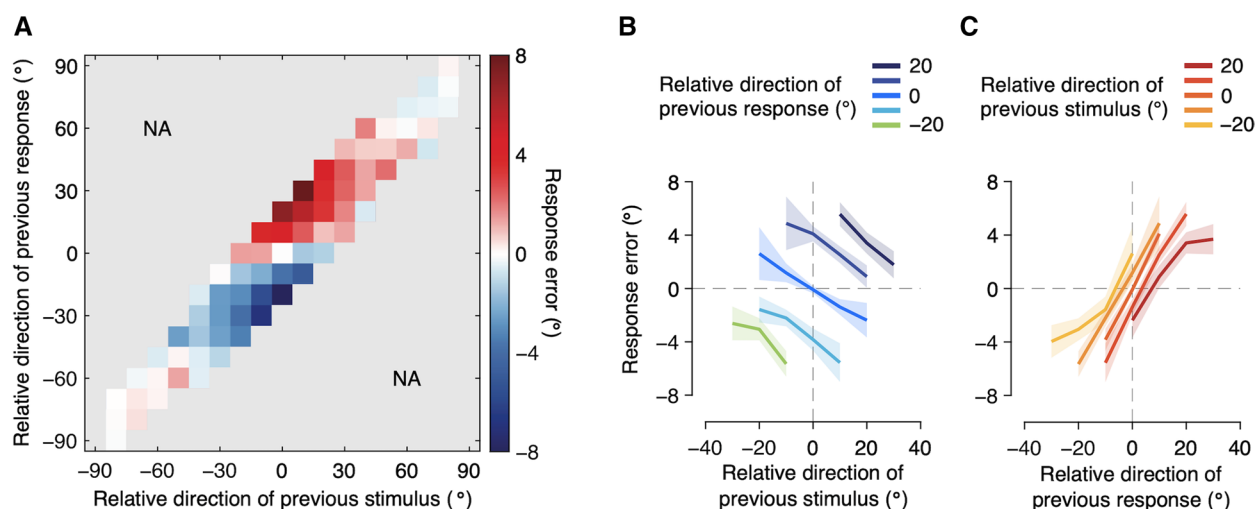 A
Relative direction of previous response (°)
90
60
30
0
−30
−60
−90
NA
NA
−90
−60
−30
0
30
60
90
Relative direction of previous stimulus (°)
8
4
0
−4
−8
Response error (°)
B
Relative direction of
previous response (°)
20
0
−20
Response error (°)
8
4
0
−4
−8
−40
−20
0
20
40
Relative direction of
previous stimulus (°)
C
Relative direction of
previous stimulus (°)
20
0
−20
8
4
0
−4
−8
−40
−20
0
20
40
Relative direction of
previous response (°)